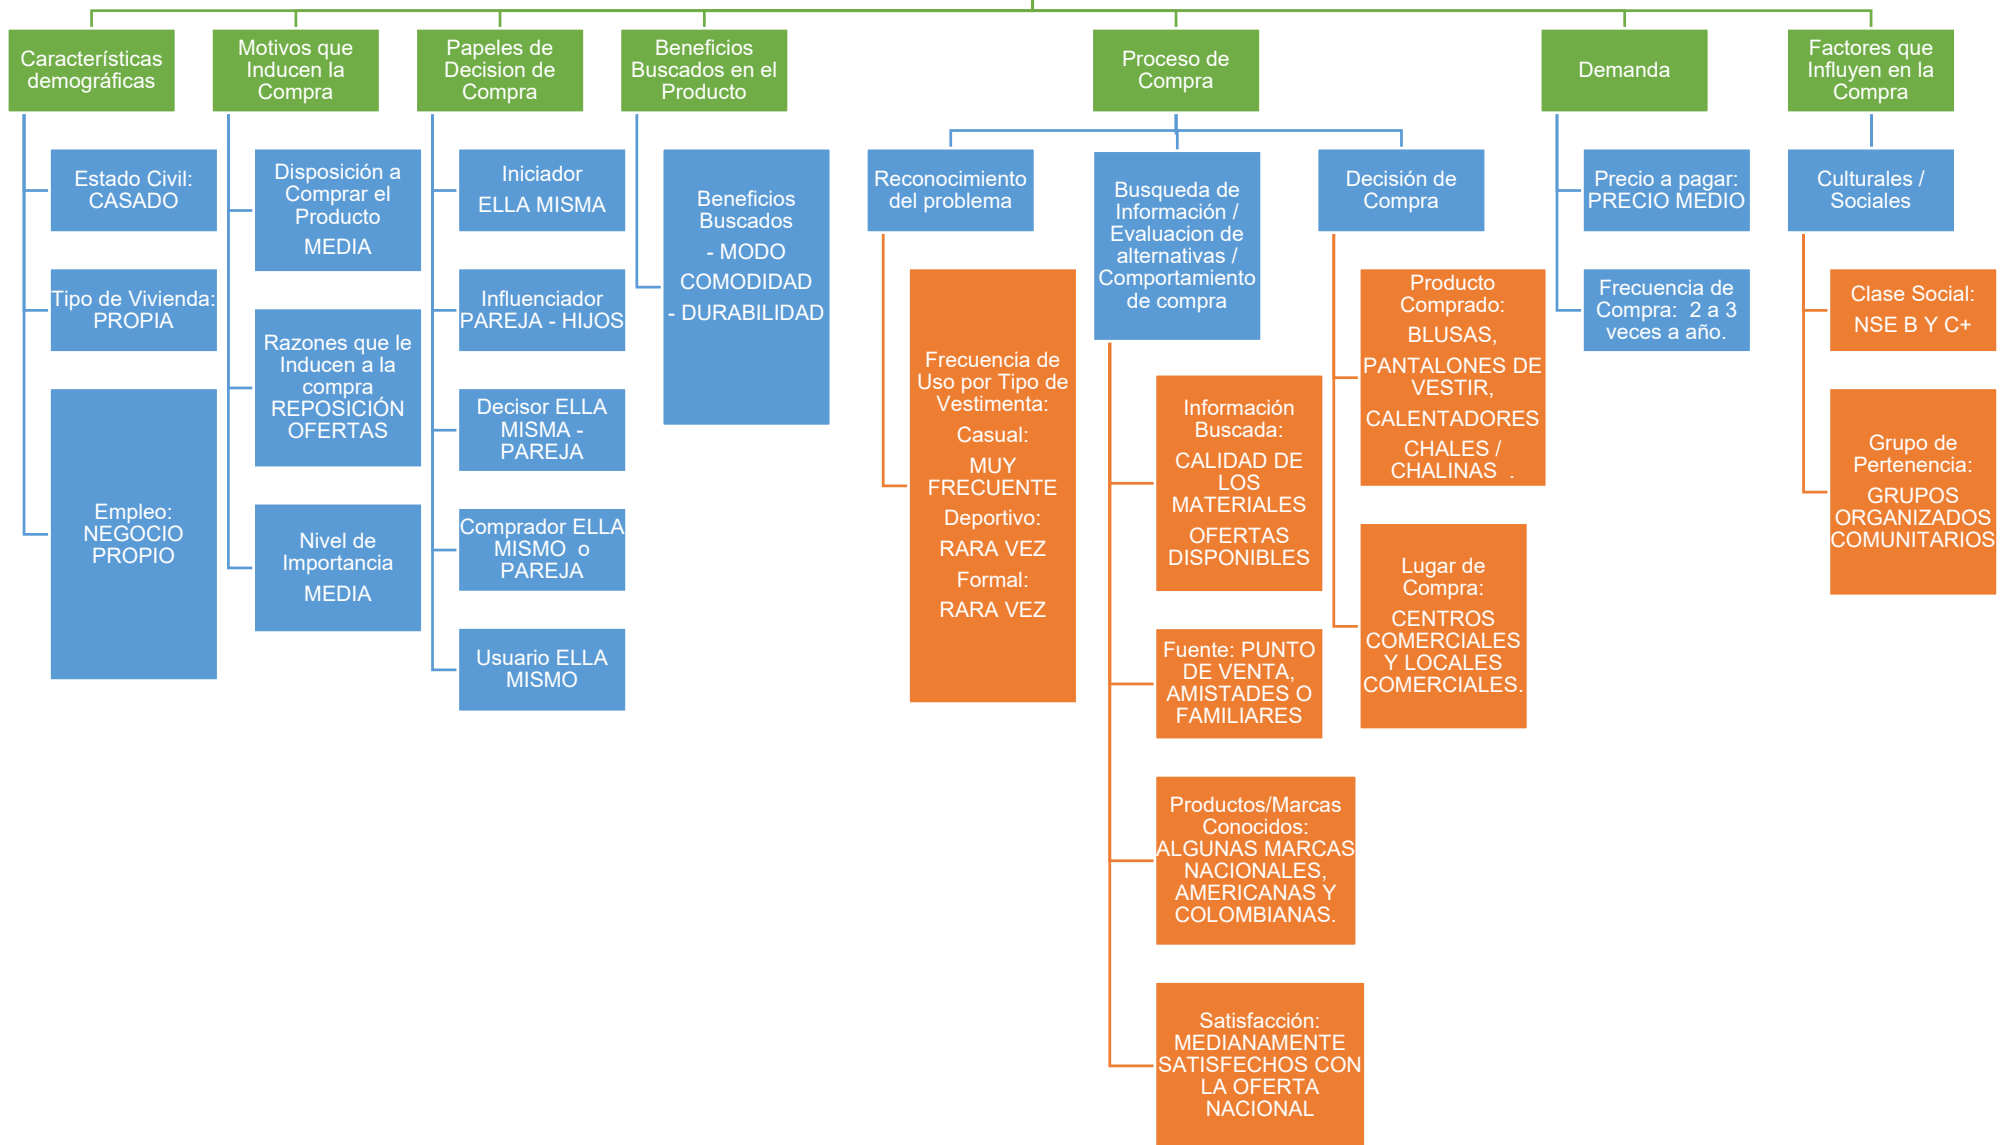 Características
demográficas
Estado Civil:
CASADO
Tipo de Vivienda:
PROPIA
Empleo:
NEGOCIO
PROPIO
Motivos que
Inducen la
Compra
Disposición a
Comprar el
Producto
MEDIA
Razones que le
Inducen a la
compra
REPOSICIÓN
OFERTAS
Nivel de
Importancia
MEDIA
Papeles de
Decision de
Compra
Iniciador
ELLA MISMA
Influenciador
PAREJA - HIJOS
Decisor ELLA
MISMA -
PAREJA
Comprador ELLA
MISMO o
PAREJA
Usuario ELLA
MISMO
Beneficios
Buscados en el
Producto
Beneficios
Buscados
- MODO
COMODIDAD
- DURABILIDAD
Proceso de
Compra
Reconocimiento
del problema
Frecuencia de
Uso por Tipo de
Vestimenta:
Casual:
MUY
FRECUENTE
Deportivo:
RARA VEZ
Formal:
RARA VEZ
Busqueda de
Información /
Evaluacion de
alternativas /
Comportamiento
de compra
Información
Buscada:
CALIDAD DE
LOS
MATERIALES
OFERTAS
DISPONIBLES
Fuente: PUNTO
DE VENTA,
AMISTADES O
FAMILIARES
Productos/Marcas
Conocidos:
ALGUNAS MARCAS
NACIONALES,
AMERICANAS Y
COLOMBIANAS.
Satisfacción:
MEDIANAMENTE
SATISFECHOS CON
LA OFERTA
NACIONAL
Decisión de
Compra
Producto
Comprado:
BLUSAS,
PANTALONES DE
VESTIR,
CALENTADORES
CHALES /
CHALINAS .
Lugar de
Compra:
CENTROS
COMERCIALES
Y LOCALES
COMERCIALES.
Demanda
Precio a pagar:
PRECIO MEDIO
Frecuencia de
Compra: 2 a 3
veces a año.
Factores que
Influyen en la
Compra
Culturales /
Sociales
Clase Social:
NSE B Y C+
Grupo de
Pertenencia:
GRUPOS
ORGANIZADOS
COMUNITARIOS